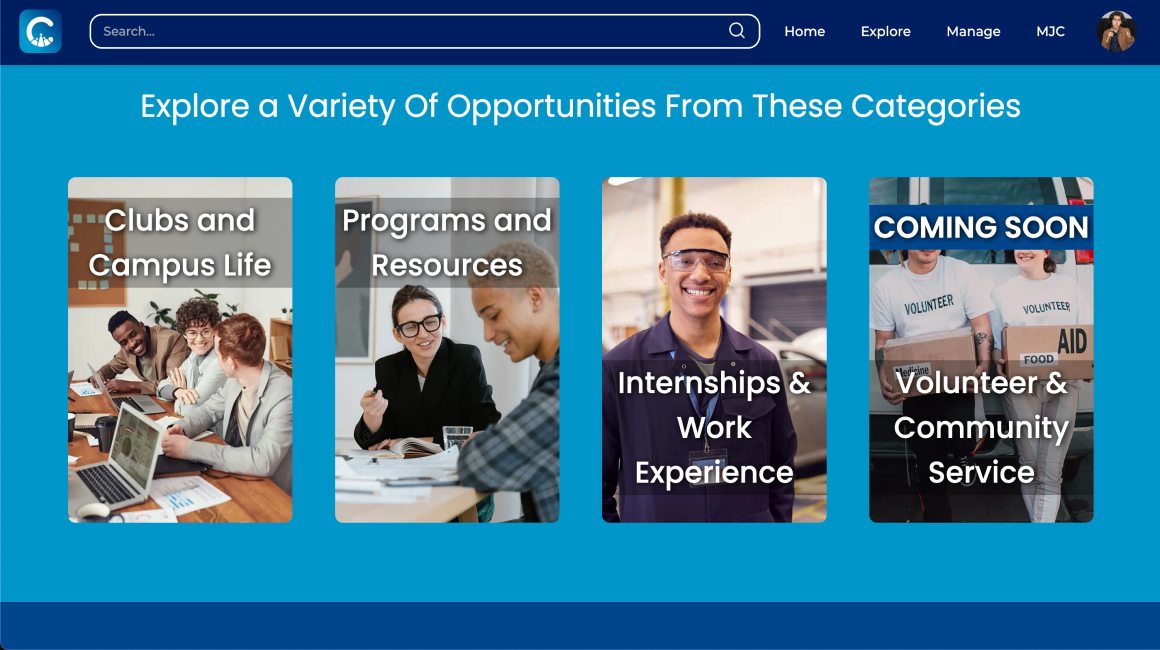 Search...
Home
Explore
Manage
MJC
Explore a Variety Of Opportunities From These Categories
Clubs and
Campus Life
Programs and
Resources
Internships &
Work
Experience
COMING SOON
VOLUNTEER
VOLUNTEER
AID
FOOD
Medicine
Volunteer &
Community
Service